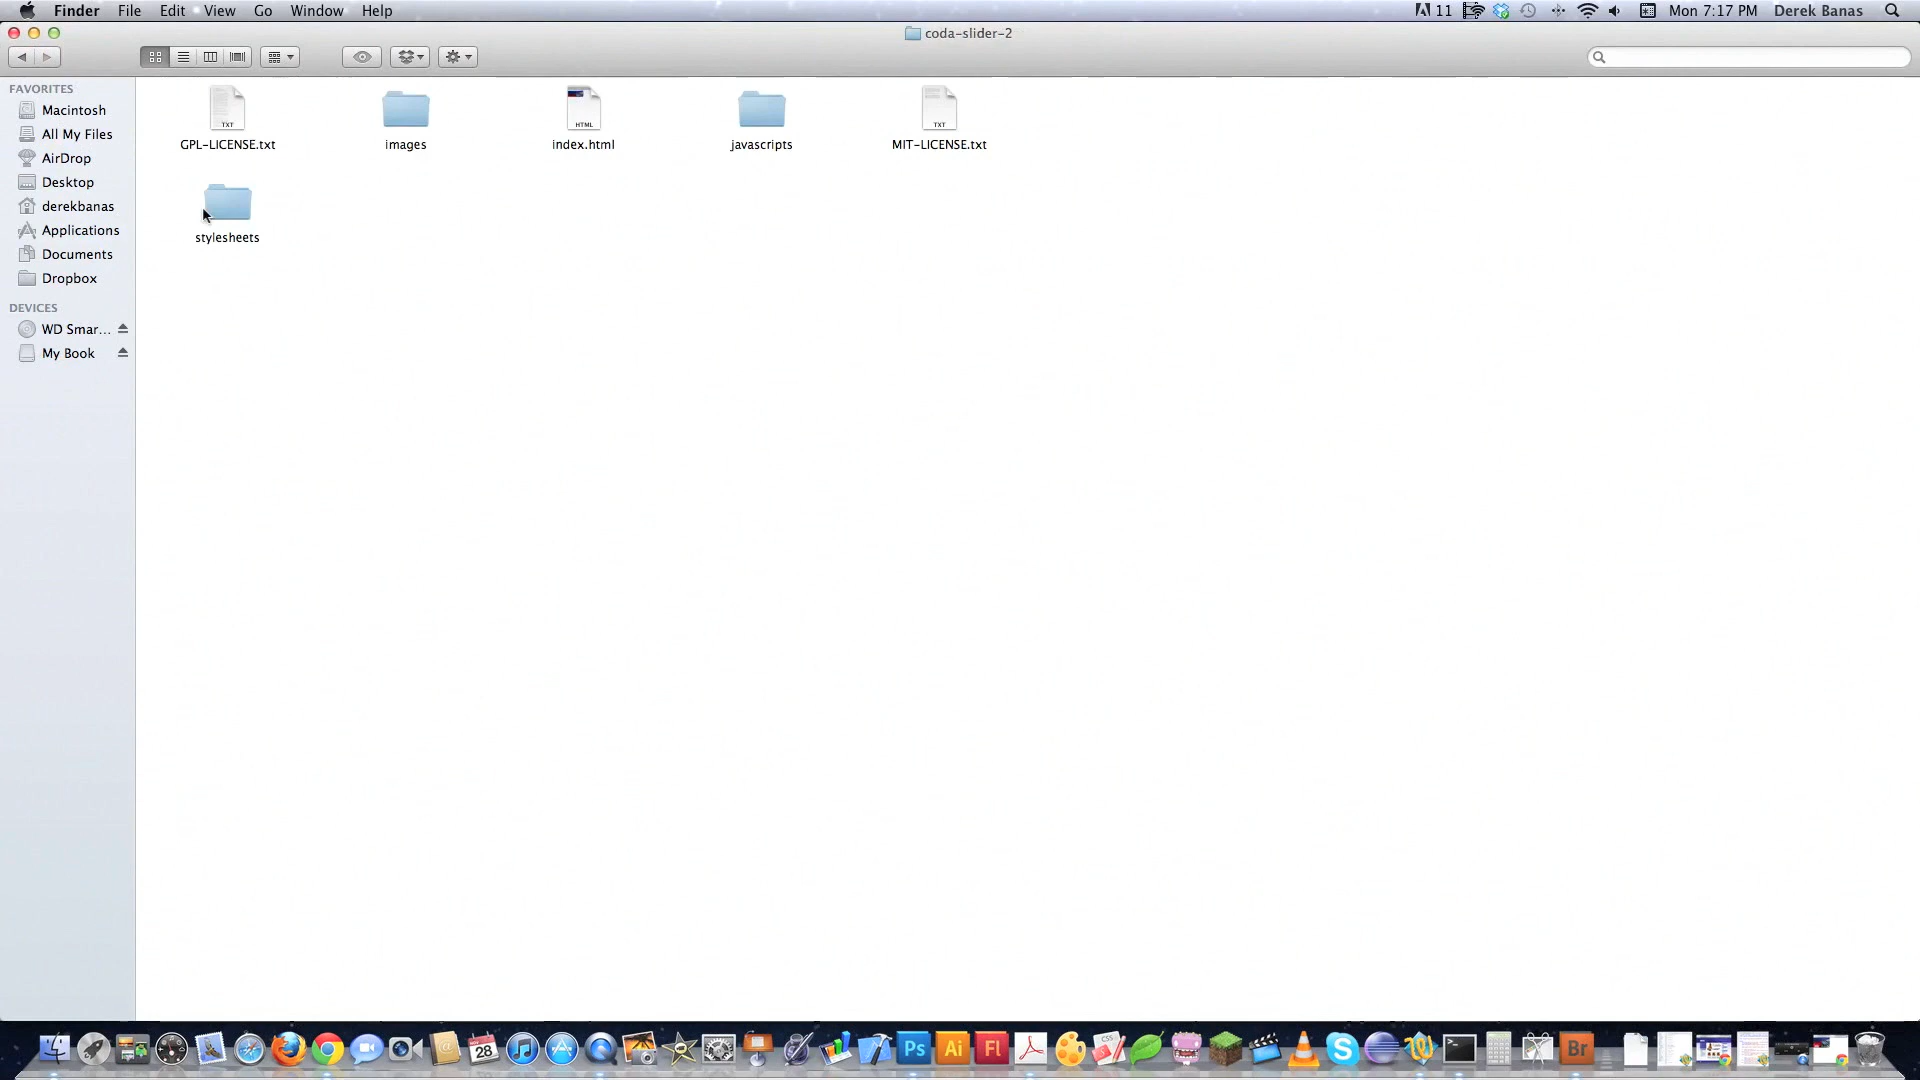 Finder File Edit View Go Window Help
11 Mon 7:17 PM Derek Banas
coda-slider-2
FAVORITES
Macintosh
All My Files
AirDrop
Desktop
derekbanas
Applications
Documents
Dropbox
DEVICES
WD Smar...
My Book
TXT
GPL-LICENSE.txt
images
HTML
index.html
javascripts
TXT
MIT-LICENSE.txt
stylesheets
28
Ps
Ai
Fl
CSS
Br